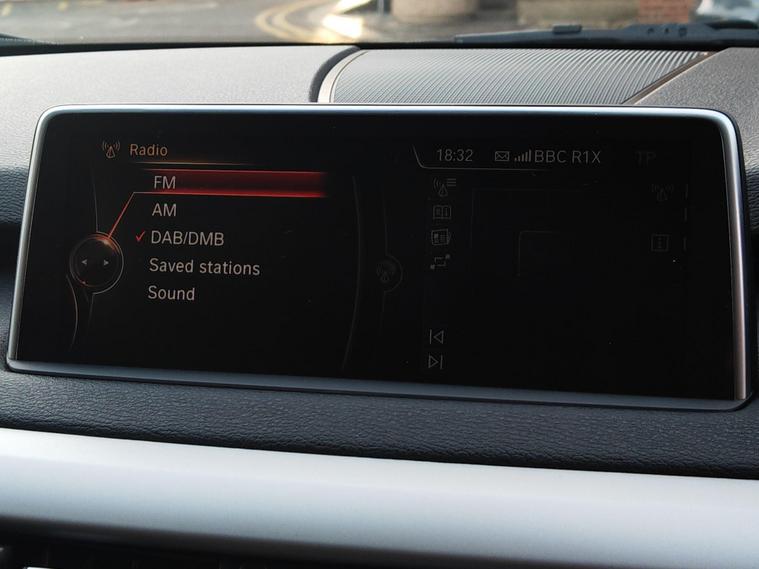 Radio
18:32 BBC R1X TP
FM
AM
DAB/DMB
Saved stations
Sound